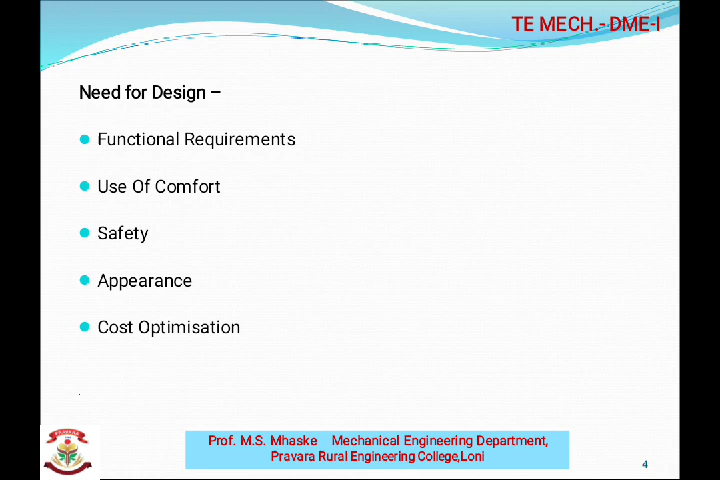 TE MECH.- DME-I
Need for Design –
Functional Requirements
Use Of Comfort
Safety
Appearance
Cost Optimisation
PRAVARA
Prof. M.S. Mhaske Mechanical Engineering Department,
Pravara Rural Engineering College,Loni
4